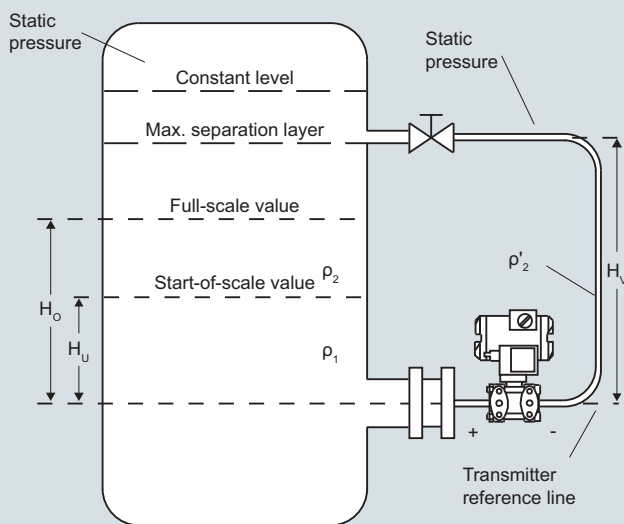 Static
pressure
Constant level
Static
pressure
Max. separation layer
Full-scale value
ρ'2
HV
Start-of-scale value
ρ2
HO
HU
ρ1
+
-
Transmitter
reference line